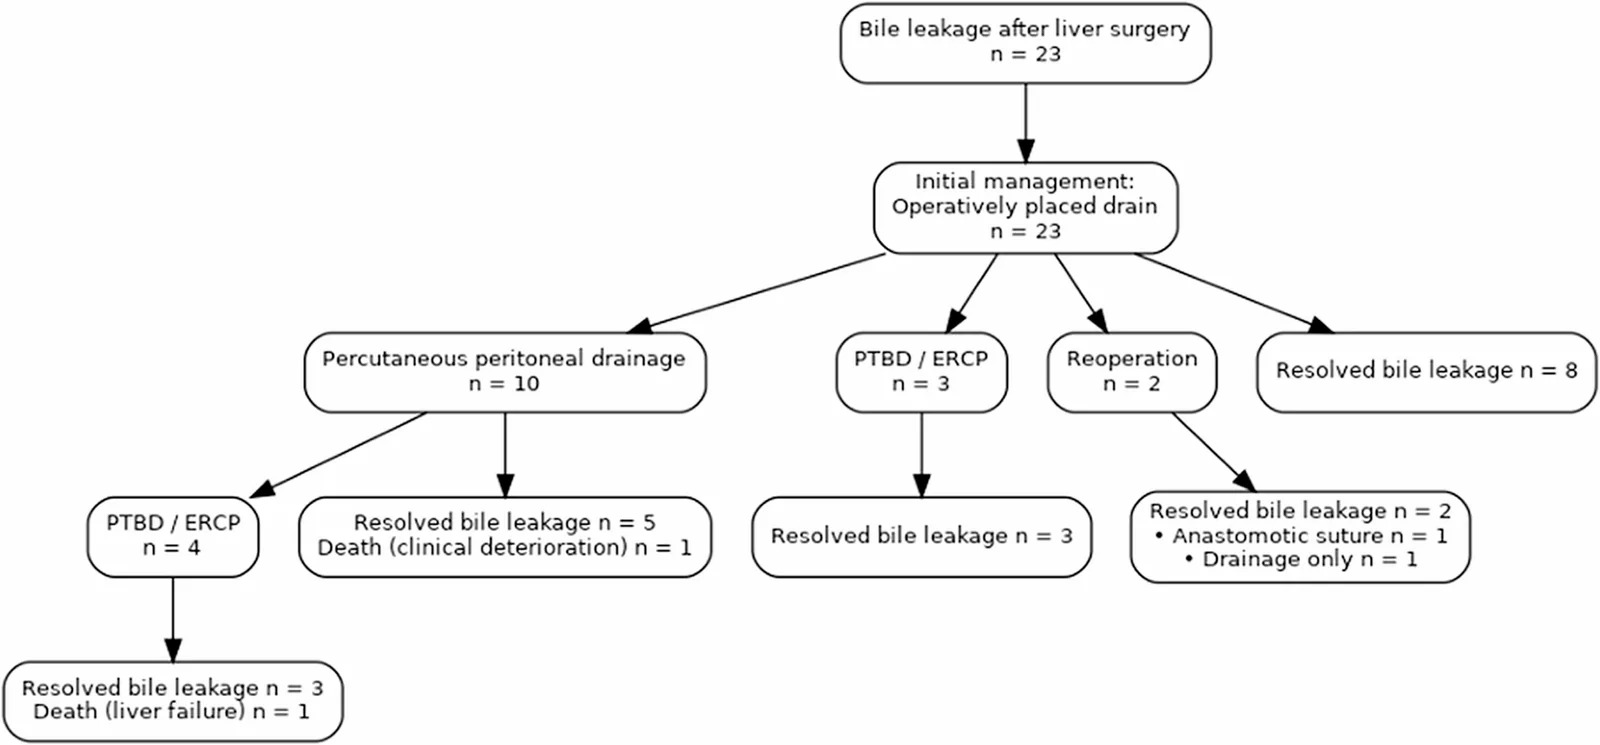 Bile leakage after liver surgery
n = 23
Initial management:
Operatively placed drain
n = 23
Percutaneous peritoneal drainage
n = 10
PTBD / ERCP
n = 3
Reoperation
n = 2
Resolved bile leakage n = 8
PTBD / ERCP
n = 4
Resolved bile leakage n = 5
Death (clinical deterioration) n = 1
Resolved bile leakage n = 3
Resolved bile leakage n = 2
• Anastomotic suture n = 1
• Drainage only n = 1
Resolved bile leakage n = 3
Death (liver failure) n = 1